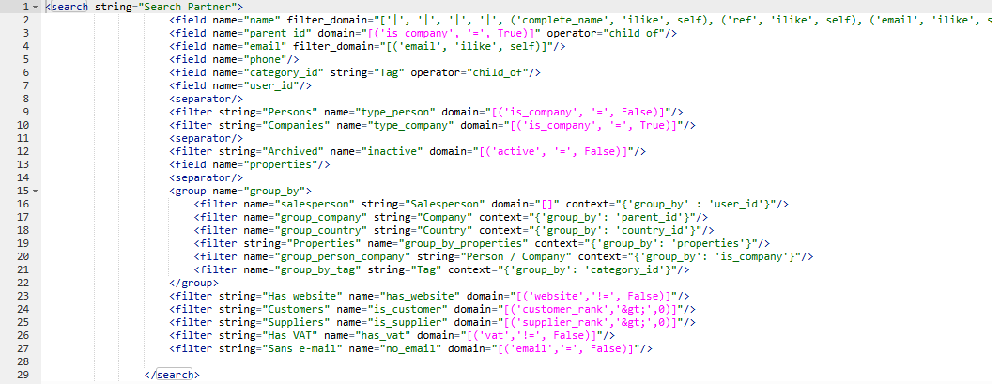 1 <search string="Search Partner">
2 <field name="name" filter_domain="['|', '|', '|', '|', ('complete_name', 'ilike', self), ('ref', 'ilike', self), ('email', 'ilike', s
3 <field name="parent_id" domain="[('is_company', '=', True)]" operator="child_of"/>
4 <field name="email" filter_domain="[('email', 'ilike', self)]"/>
5 <field name="phone"/>
6 <field name="category_id" string="Tag" operator="child_of"/>
7 <field name="user_id"/>
8 <separator/>
9 <filter string="Persons" name="type_person" domain="[('is_company', '=', False)]"/>
10 <filter string="Companies" name="type_company" domain="[('is_company', '=', True)]"/>
11 <separator/>
12 <filter string="Archived" name="inactive" domain="[('active', '=', False)]"/>
13 <field name="properties"/>
14 <separator/>
15 <group name="group_by">
16 <filter name="salesperson" string="Salesperson" domain="[]" context="{'group_by' : 'user_id'}"/>
17 <filter name="group_company" string="Company" context="{'group_by': 'parent_id'}"/>
18 <filter name="group_country" string="Country" context="{'group_by': 'country_id'}"/>
19 <filter string="Properties" name="group_by_properties" context="{'group_by': 'properties'}"/>
20 <filter name="group_person_company" string="Person / Company" context="{'group_by': 'is_company'}"/>
21 <filter name="group_by_tag" string="Tag" context="{'group_by': 'category_id'}"/>
22 </group>
23 <filter string="Has website" name="has_website" domain="[('website','!=', False)]"/>
24 <filter string="Customers" name="is_customer" domain="[('customer_rank','&gt;',0)]"/>
25 <filter string="Suppliers" name="is_supplier" domain="[('supplier_rank','&gt;',0)]"/>
26 <filter string="Has VAT" name="has_vat" domain="[('vat','!=', False)]"/>
27 <filter string="Sans e-mail" name="no_email" domain="[('email','=', False)]"/>
28
29 </search>